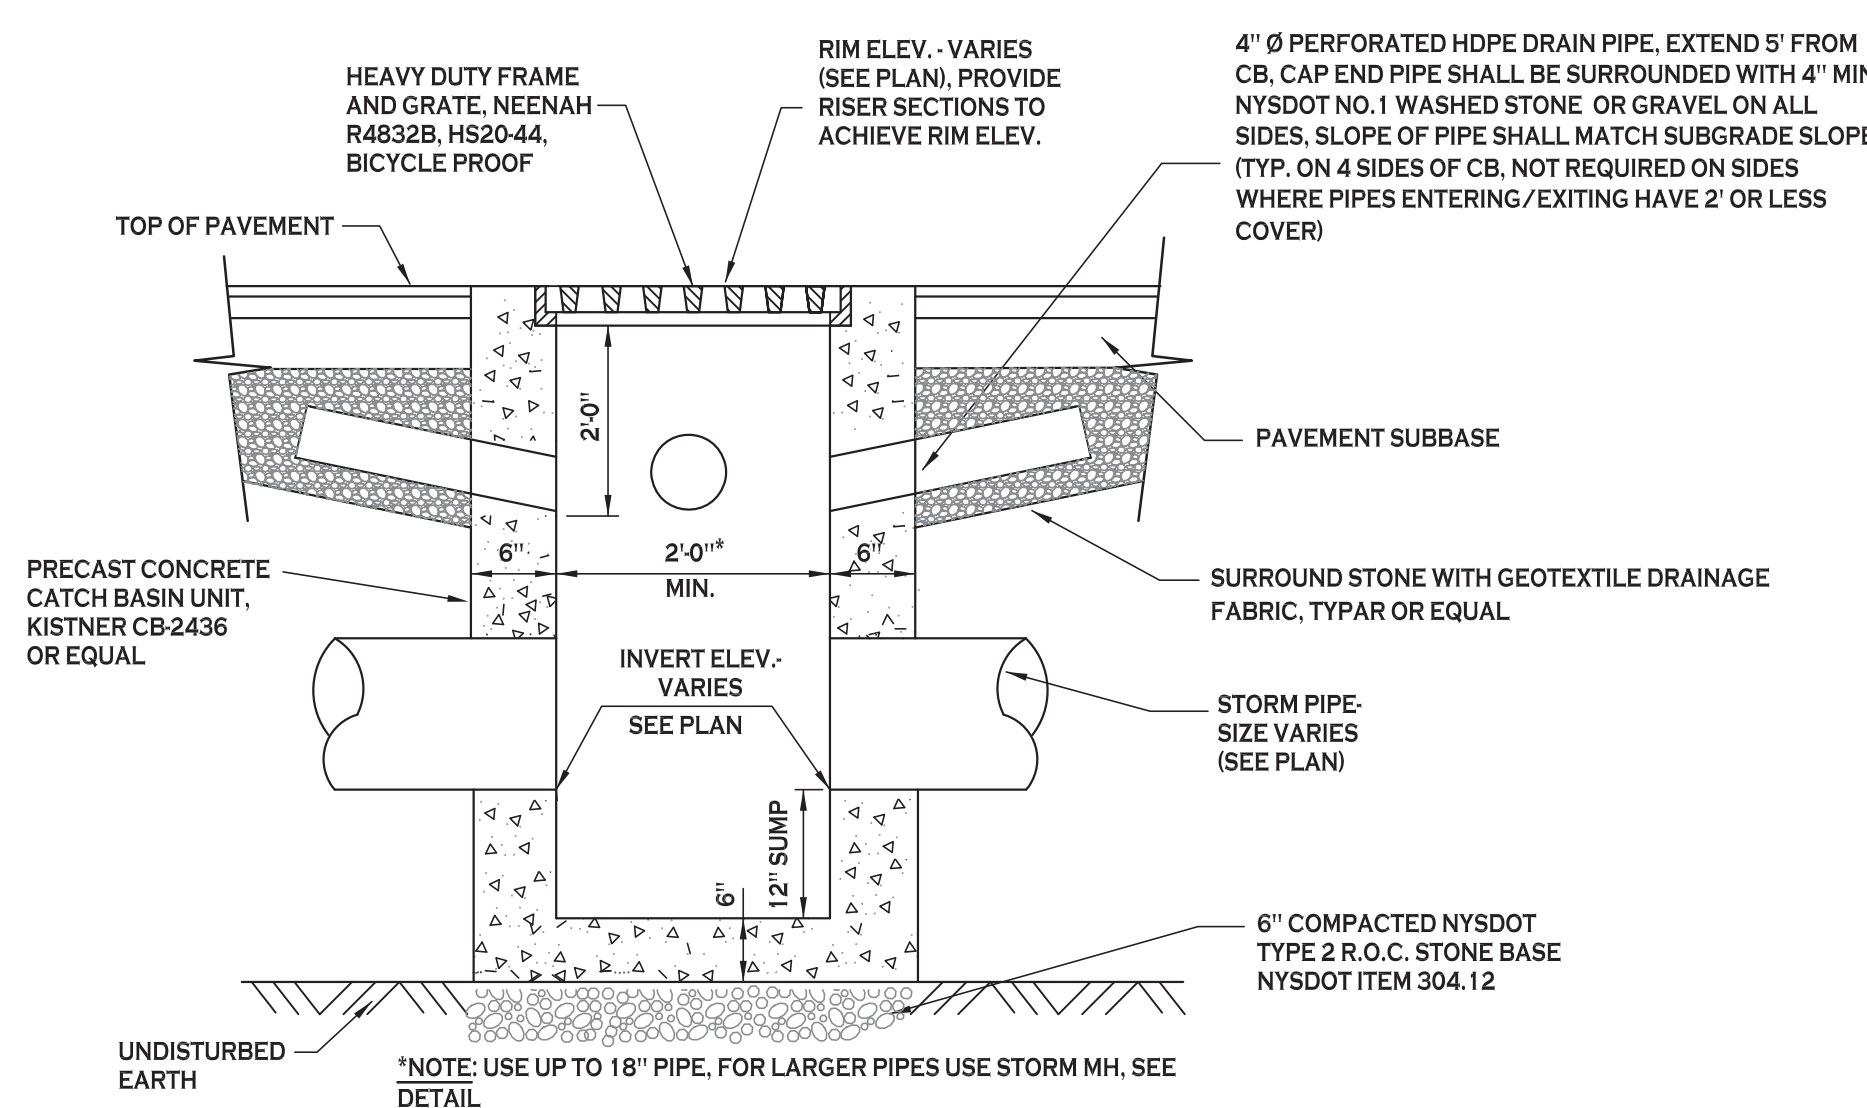 HEAVY DUTY FRAME
AND GRATE, NEENAH
R4832B, HS20-44,
BICYCLE PROOF
RIM ELEV. - VARIES
(SEE PLAN), PROVIDE
RISER SECTIONS TO
ACHIEVE RIM ELEV.
4" Ø PERFORATED HDPE DRAIN PIPE, EXTEND 5' FROM
CB, CAP END PIPE SHALL BE SURROUNDED WITH 4" MIN
NYSDOT NO.1 WASHED STONE OR GRAVEL ON ALL
SIDES, SLOPE OF PIPE SHALL MATCH SUBGRADE SLOPE
(TYP. ON 4 SIDES OF CB, NOT REQUIRED ON SIDES
WHERE PIPES ENTERING/EXITING HAVE 2' OR LESS
COVER)
TOP OF PAVEMENT
2'-0"
PAVEMENT SUBBASE
6"
2'-0"*
MIN.
6"
PRECAST CONCRETE
CATCH BASIN UNIT,
KISTNER CB-2436
OR EQUAL
SURROUND STONE WITH GEOTEXTILE DRAINAGE
FABRIC, TYPAR OR EQUAL
INVERT ELEV.-
VARIES
SEE PLAN
STORM PIPE-
SIZE VARIES
(SEE PLAN)
12" SUMP
6"
6" COMPACTED NYSDOT
TYPE 2 R.O.C. STONE BASE
NYSDOT ITEM 304.12
UNDISTURBED
EARTH
*NOTE: USE UP TO 18" PIPE, FOR LARGER PIPES USE STORM MH, SEE
DETAIL